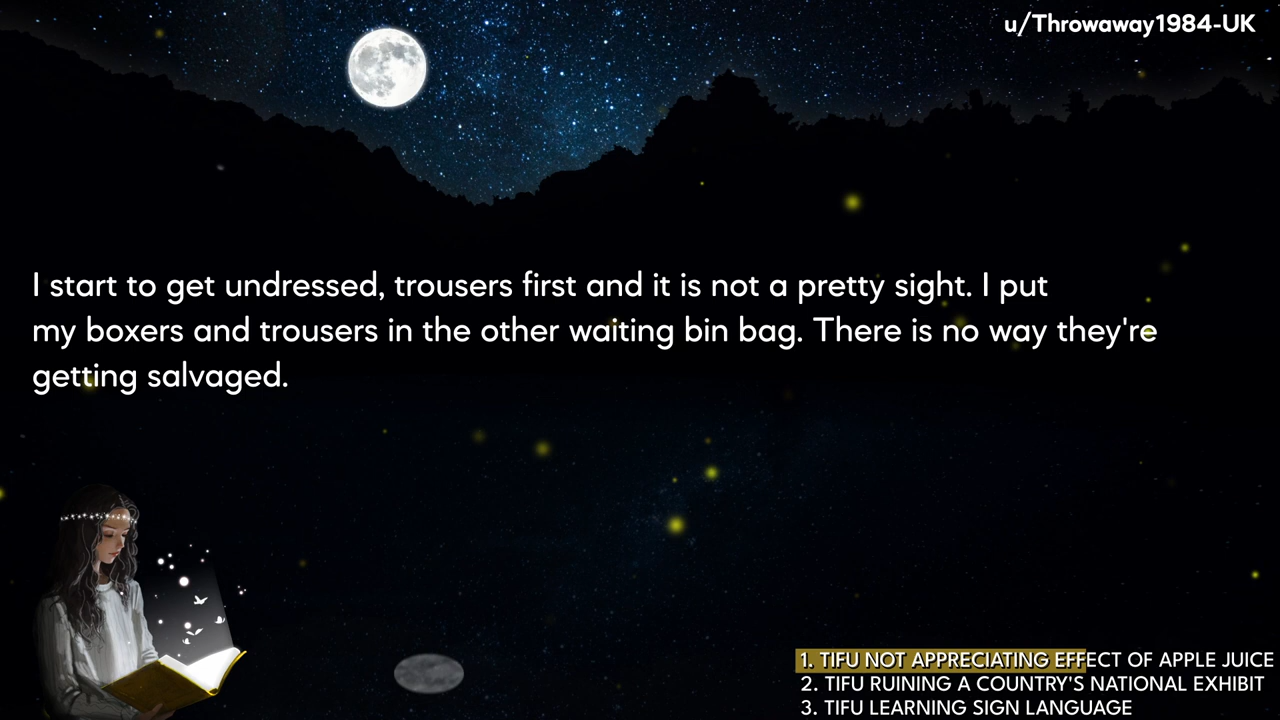 u/Throwaway1984-UK
I start to get undressed, trousers first and it is not a pretty sight. I put
my boxers and trousers in the other waiting bin bag. There is no way they're
getting salvaged.
1. TIFU NOT APPRECIATING EFFECT OF APPLE JUICE
2. TIFU RUINING A COUNTRY'S NATIONAL EXHIBIT
3. TIFU LEARNING SIGN LANGUAGE